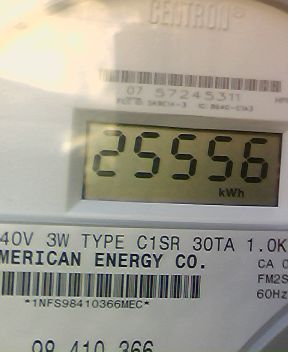 CENTRON®
07 57245311
25556
kWh
40V 3W TYPE C1SR 30TA 1.0K
MERICAN ENERGY CO.
CA 0
FM2S
60Hz
*1NFS98410366MEC*
98 410 366